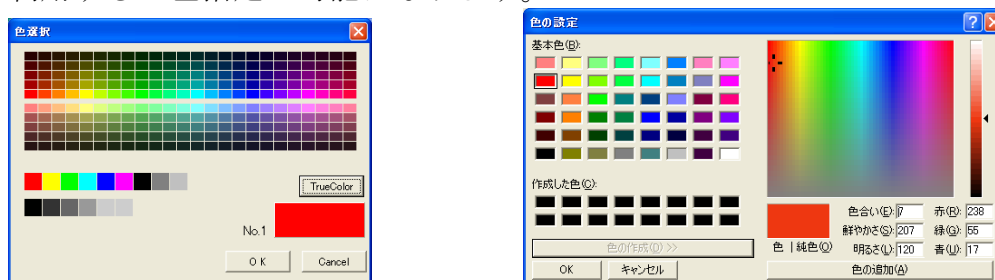 色選択
TrueColor
No.1
O K
Cancel
色の設定
基本色(B):
作成した色(C):
色の作成(D) >>
OK
キャンセル
色 | 純色(O)
色合い(E): 7
鮮やかさ(S): 207
明るさ(L): 120
赤(R): 238
緑(G): 55
青(U): 17
色の追加(A)